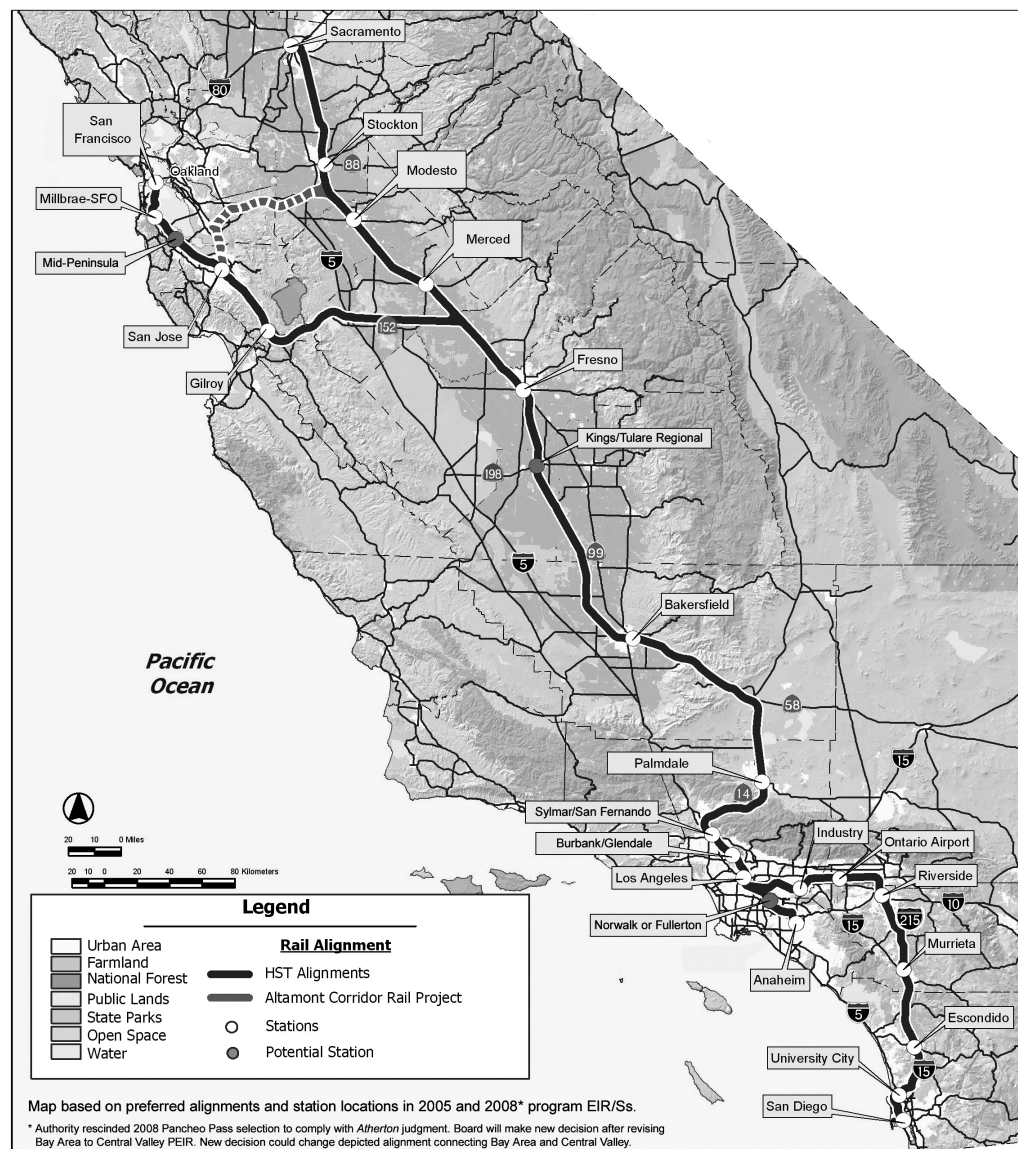 Sacramento
80
San
Francisco
Stockton
Oakland
88
Modesto
Millbrae-SFO
Merced
Mid-Peninsula
5
San Jose
152
Fresno
Gilroy
Kings/Tulare Regional
198
99
5
Bakersfield
Pacific
Ocean
58
15
Palmdale
14
Sylmar/San Fernando
Industry
Burbank/Glendale
Ontario Airport
Los Angeles
Riverside
10
Norwalk or Fullerton
15
215
Murrieta
Anaheim
5
Escondido
University City
15
San Diego
20 10 0 Miles
20 10 0 20 40 60 80 Kilometers
Legend
Urban Area
Farmland
National Forest
Public Lands
State Parks
Open Space
Water
Rail Alignment
HST Alignments
Altamont Corridor Rail Project
Stations
Potential Station
Map based on preferred alignments and station locations in 2005 and 2008* program EIR/Ss.
* Authority rescinded 2008 Pancheo Pass selection to comply with Atherton judgment. Board will make new decision after revising
Bay Area to Central Valley PEIR. New decision could change depicted alignment connecting Bay Area and Central Valley.